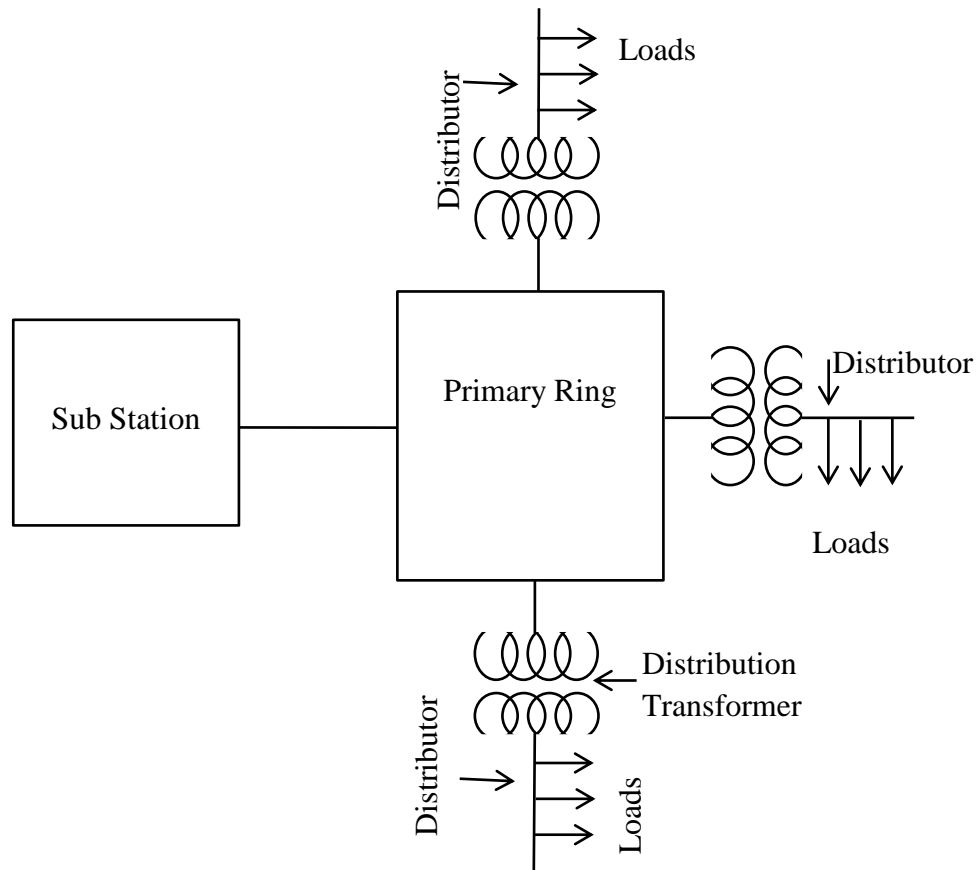 Loads
Distributor
Primary Ring
Distributor
Sub Station
Loads
Distribution
Transformer
Distributor
Loads